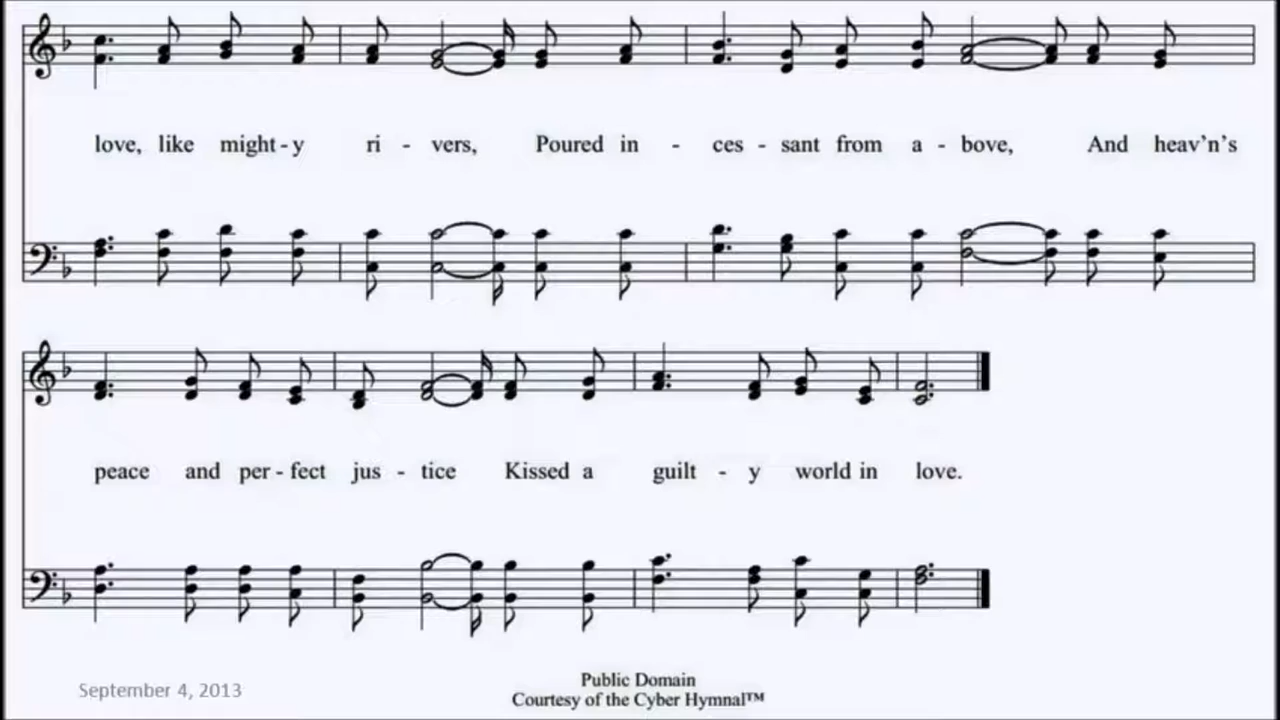 love, like might - y ri - vers, Poured in - ces - sant from a - bove, And heav’n’s
peace and per - fect jus - tice Kissed a guilt - y world in love.
September 4, 2013
Public Domain
Courtesy of the Cyber Hymnal™